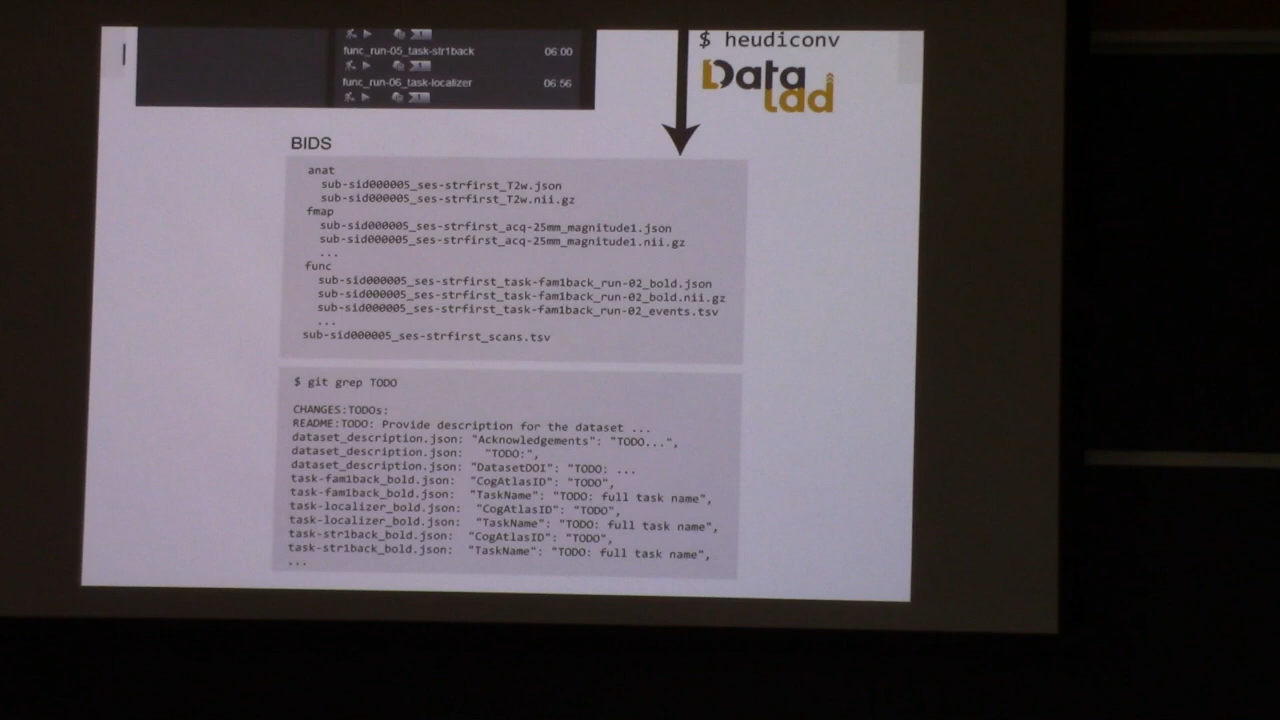 $ heudiconv
func_run-05_task-str1back 06:00
Data
lad
func_run-06_task-localizer 06:56
BIDS
anat
sub-sid000005_ses-strfirst_T2w.json
sub-sid000005_ses-strfirst_T2w.nii.gz
fmap
sub-sid000005_ses-strfirst_acq-25mm_magnitude1.json
sub-sid000005_ses-strfirst_acq-25mm_magnitude1.nii.gz
...
func
sub-sid000005_ses-strfirst_task-fam1back_run-02_bold.json
sub-sid000005_ses-strfirst_task-fam1back_run-02_bold.nii.gz
sub-sid000005_ses-strfirst_task-fam1back_run-02_events.tsv
...
sub-sid000005_ses-strfirst_scans.tsv
$ git grep TODO
CHANGES:TODOs:
README:TODO: Provide description for the dataset ...
dataset_description.json: "Acknowledgements": "TODO...",
dataset_description.json: "TODO:",
dataset_description.json: "DatasetDOI": "TODO: ...
task-fam1back_bold.json: "CogAtlasID": "TODO",
task-fam1back_bold.json: "TaskName": "TODO: full task name",
task-localizer_bold.json: "CogAtlasID": "TODO",
task-localizer_bold.json: "TaskName": "TODO: full task name",
task-str1back_bold.json: "CogAtlasID": "TODO",
task-str1back_bold.json: "TaskName": "TODO: full task name",
...